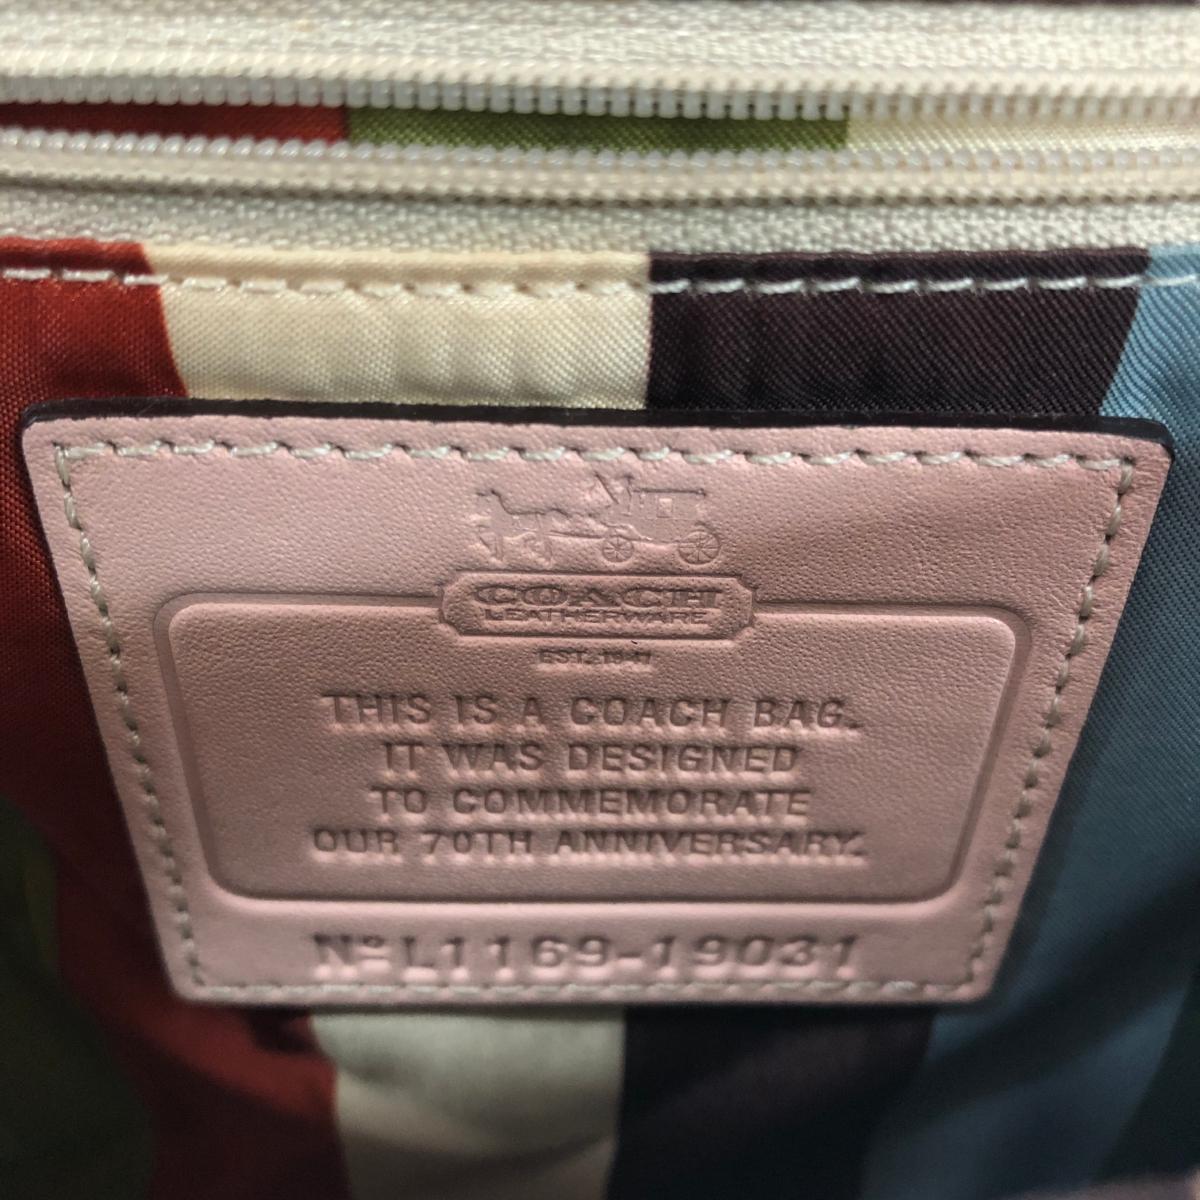 COACH
LEATHERWARE
EST. 1941
THIS IS A COACH BAG.
IT WAS DESIGNED
TO COMMEMORATE
OUR 70TH ANNIVERSARY.
Nº L1169-19031